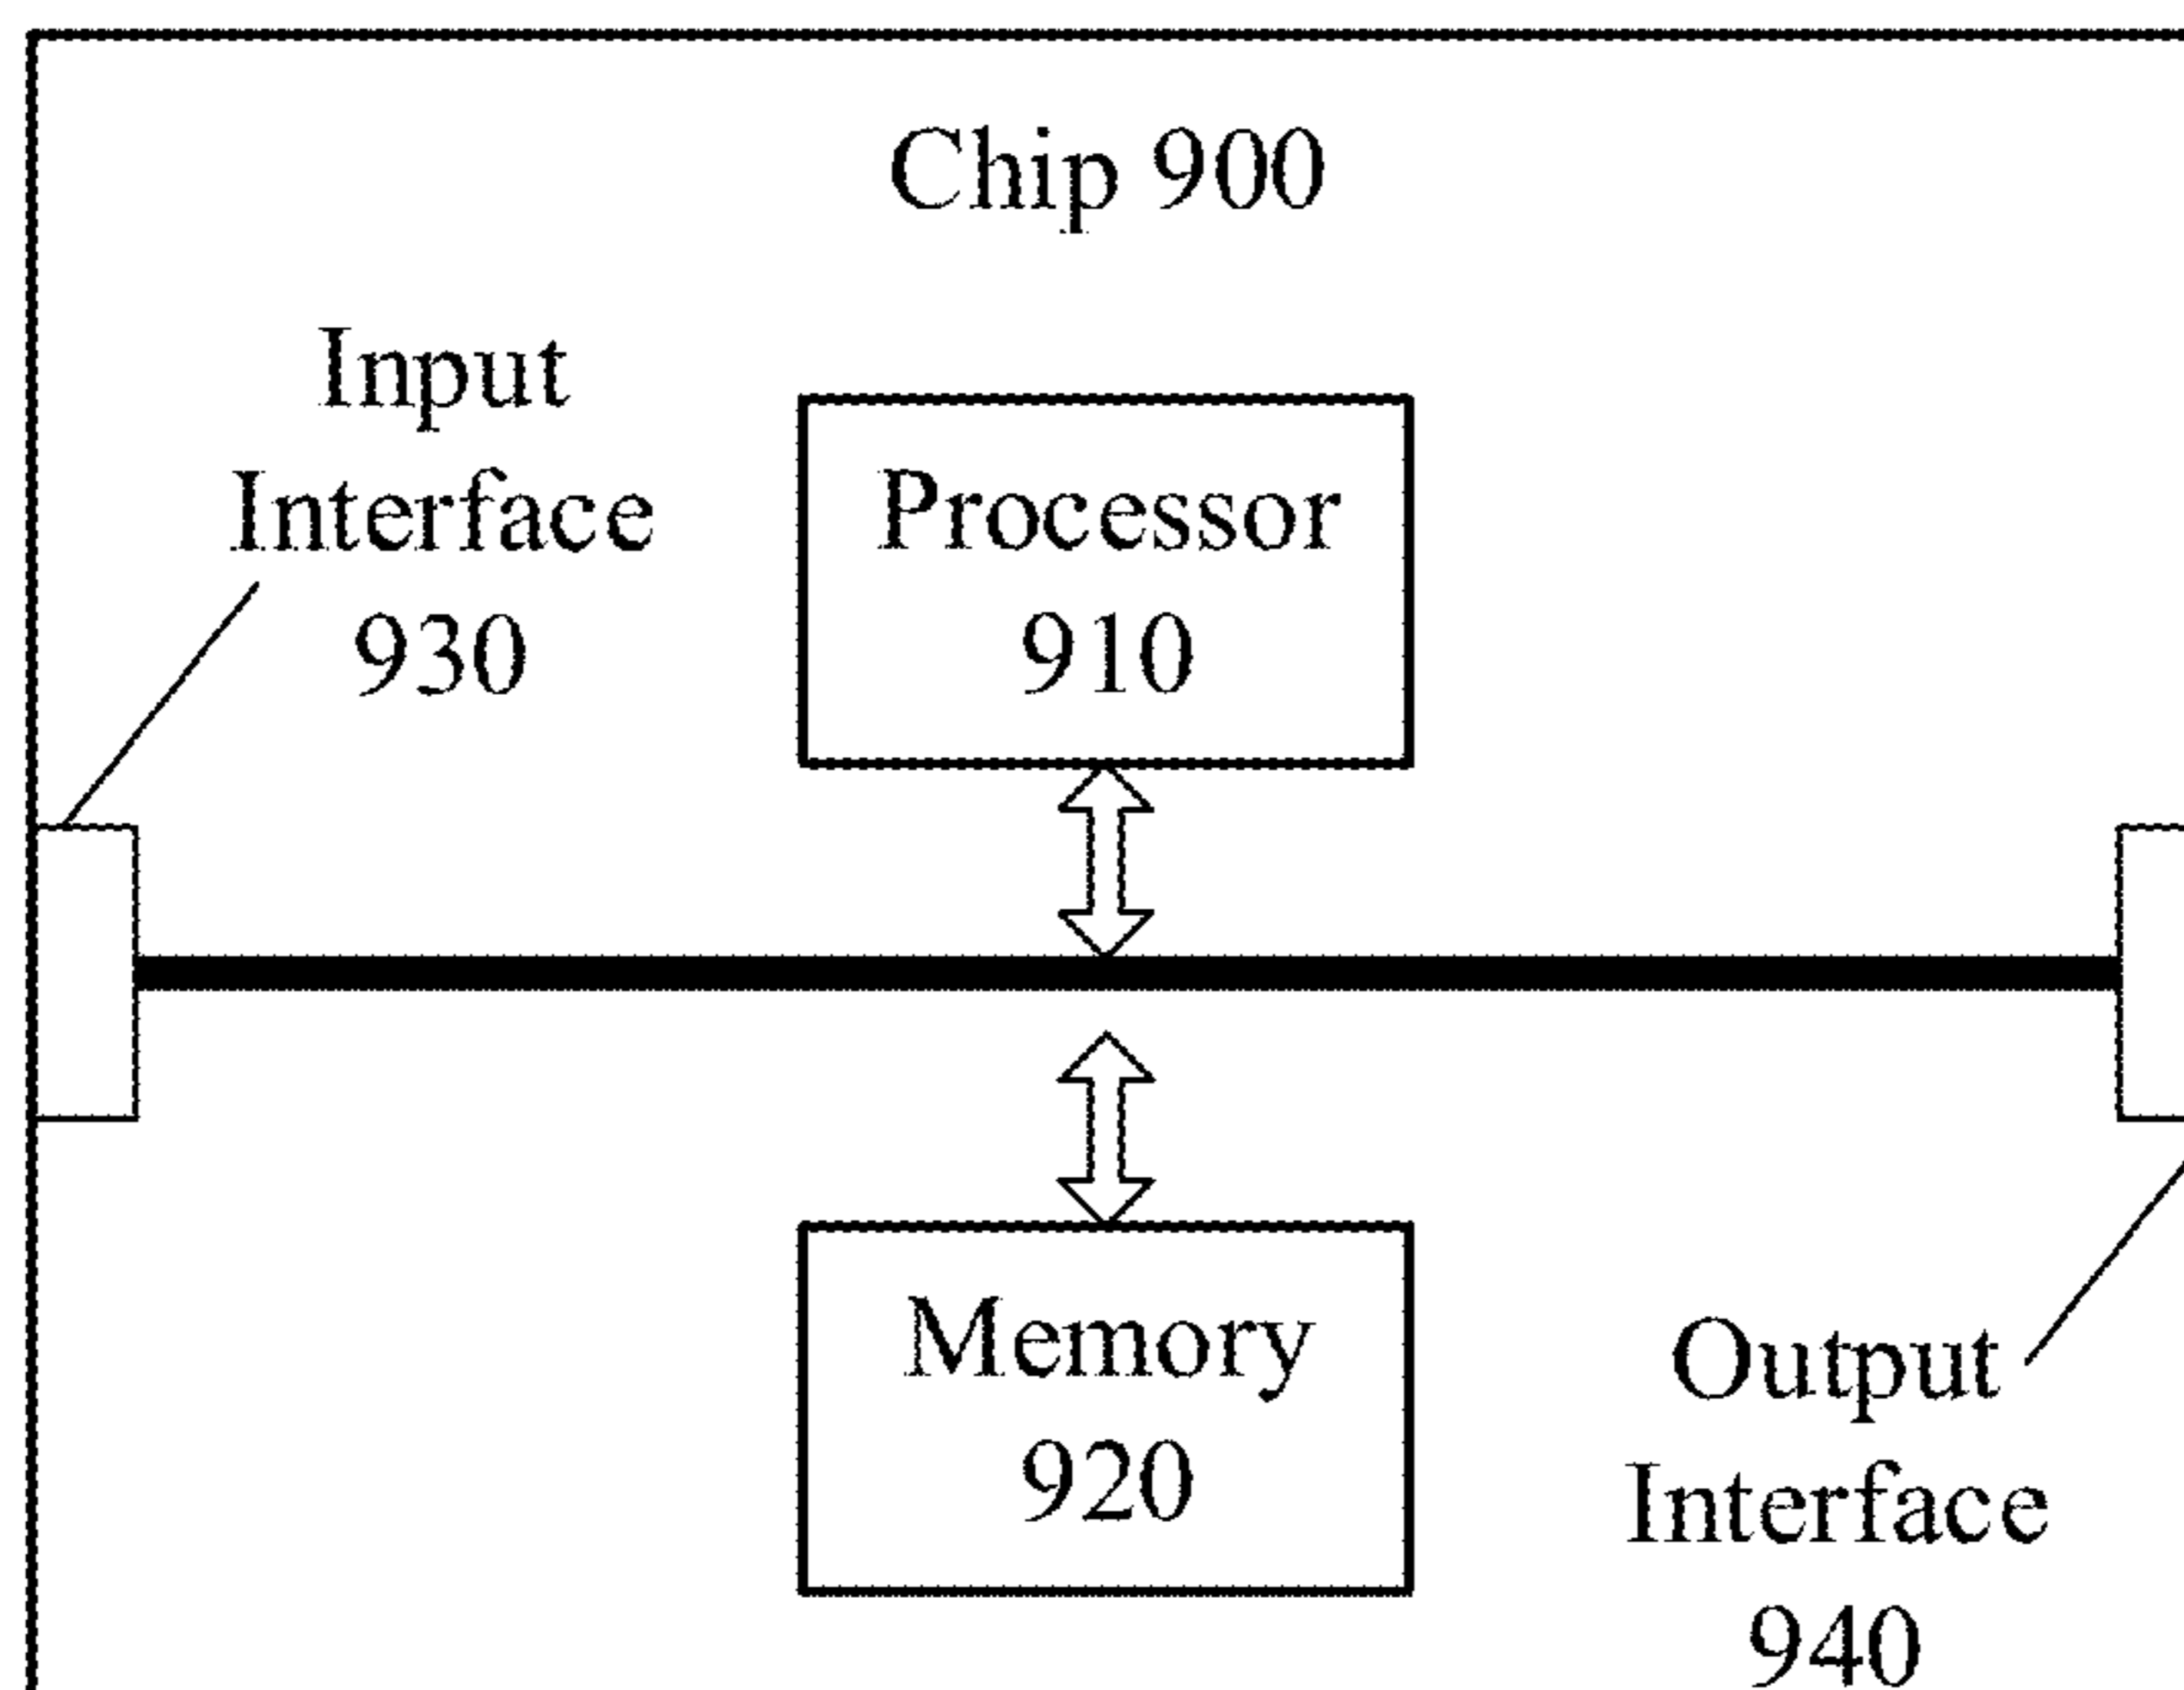 Chip 900
Input
Interface
930
Processor
910
Memory
920
Output
Interface
940